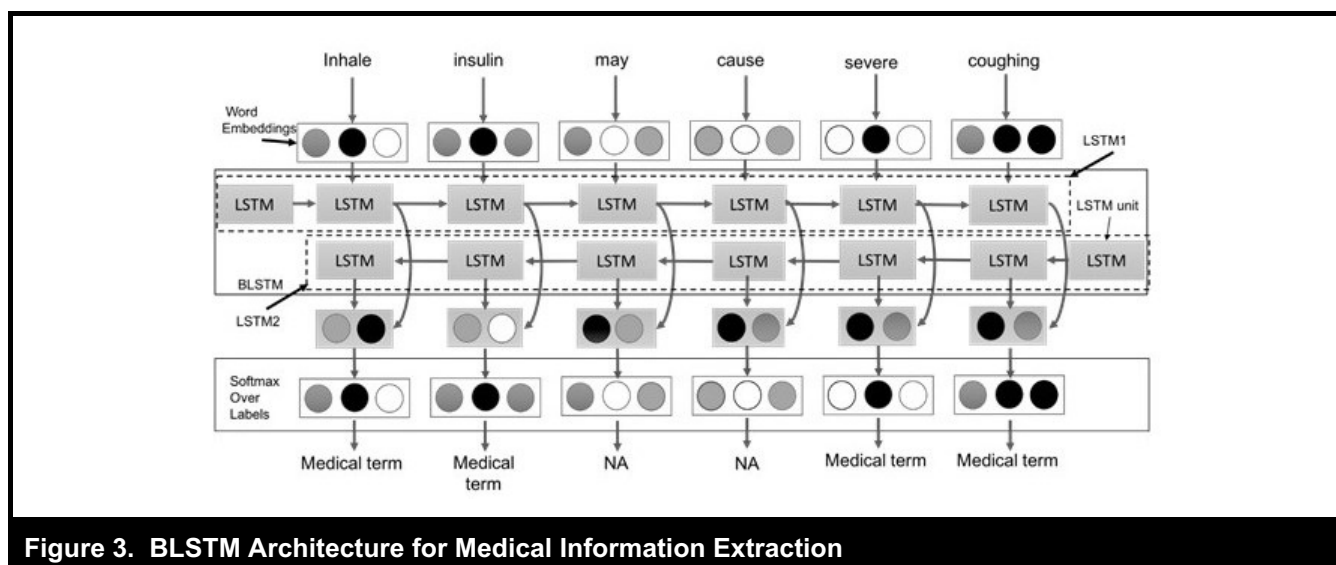 Inhale insulin may cause severe coughing
Word
Embeddings
LSTM1
LSTM LSTM LSTM LSTM LSTM LSTM LSTM
LSTM unit
LSTM LSTM LSTM LSTM LSTM LSTM LSTM
BLSTM
LSTM2
Softmax
Over
Labels
Medical term Medical NA NA Medical term Medical term
term
Figure 3. BLSTM Architecture for Medical Information Extraction